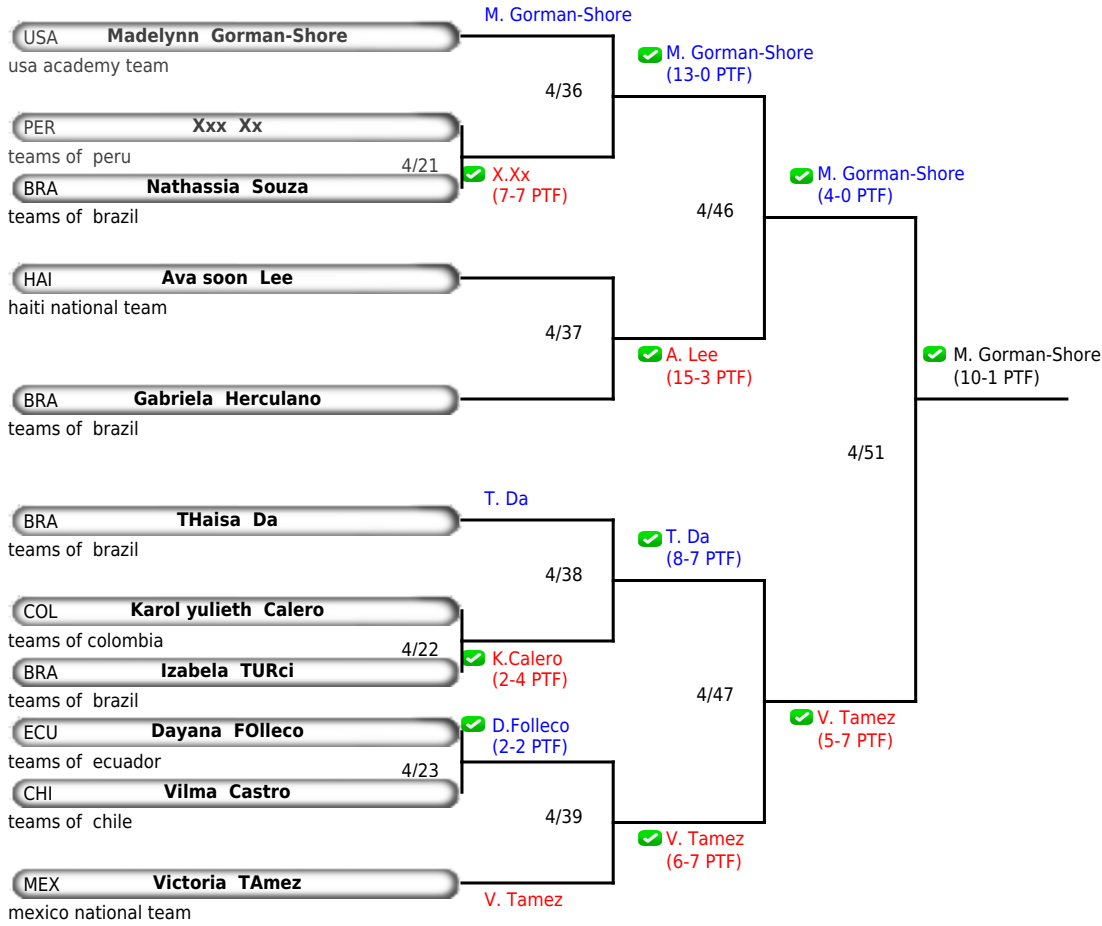 M. Gorman-Shore
USA Madelynn Gorman-Shore
usa academy team
M. Gorman-Shore
(13-0 PTF)
4/36
PER Xxx Xx
teams of peru
4/21
X.Xx
(7-7 PTF)
BRA Nathassia Souza
teams of brazil
M. Gorman-Shore
(4-0 PTF)
4/46
HAI Ava soon Lee
haiti national team
4/37
A. Lee
(15-3 PTF)
M. Gorman-Shore
(10-1 PTF)
BRA Gabriela Herculano
teams of brazil
4/51
T. Da
BRA THaisa Da
teams of brazil
T. Da
(8-7 PTF)
4/38
COL Karol yulieth Calero
teams of colombia
4/22
K.Calero
(2-4 PTF)
BRA Izabela TURci
teams of brazil
4/47
V. Tamez
(5-7 PTF)
ECU Dayana FOlleco
D.Folleco
(2-2 PTF)
teams of ecuador
4/23
CHI Vilma Castro
teams of chile
4/39
V. Tamez
(6-7 PTF)
MEX Victoria TAmez
V. Tamez
mexico national team